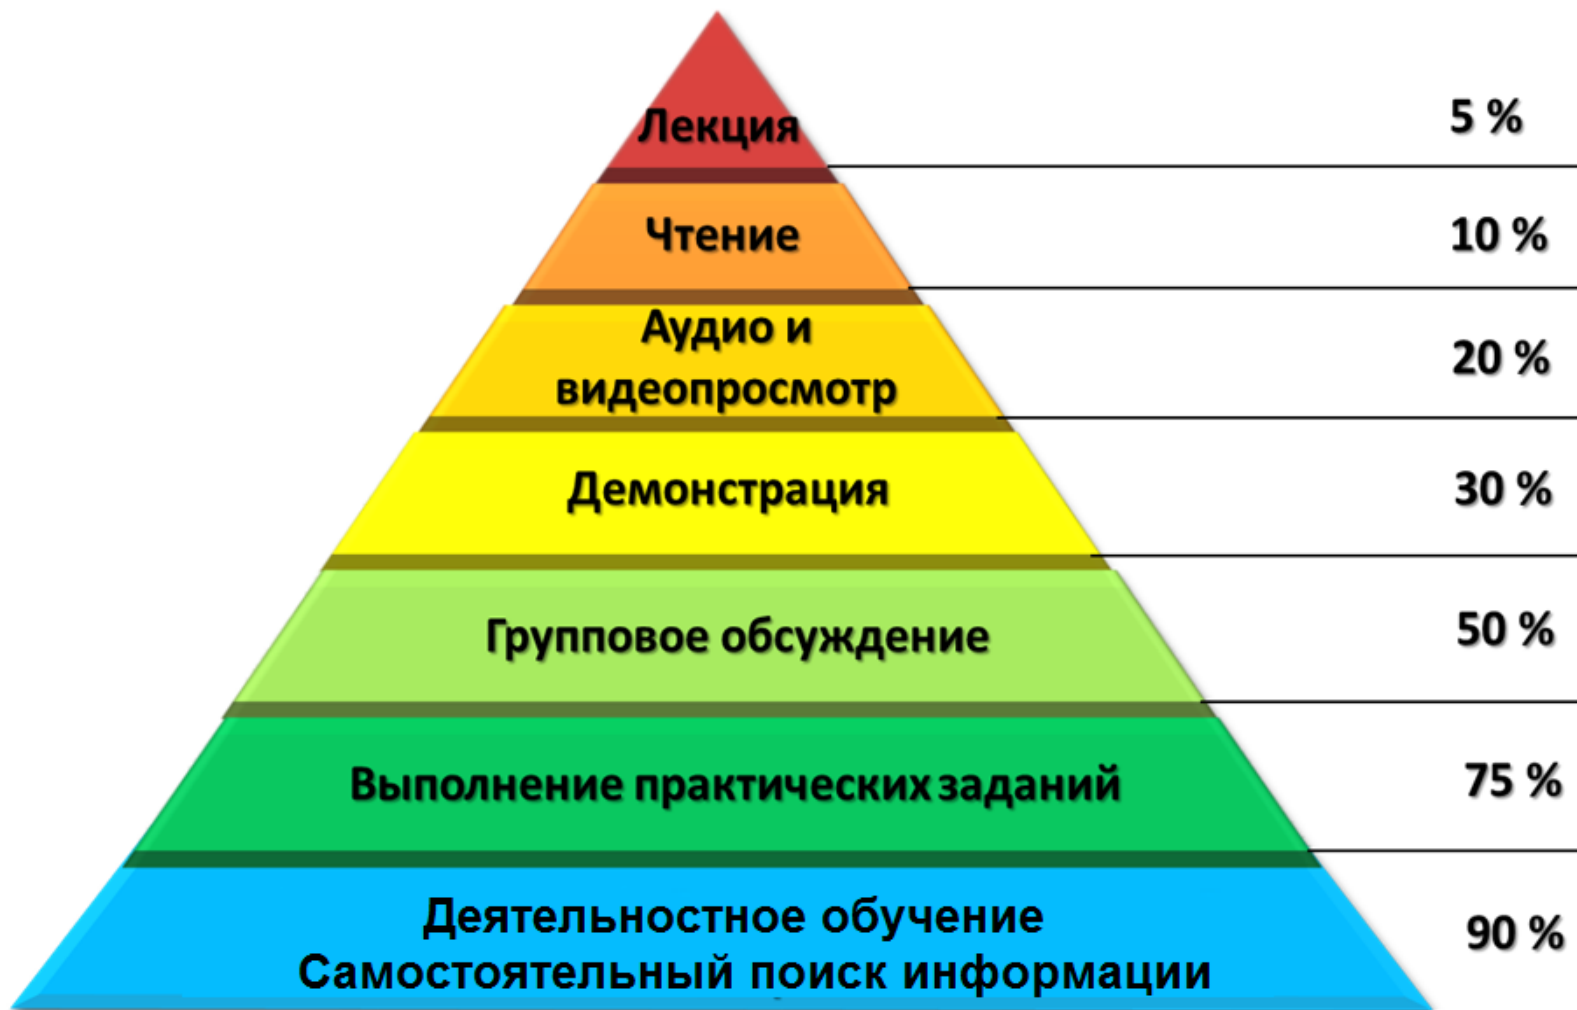 Лекция
5 %
Чтение
10 %
Аудио и
видеопросмотр
20 %
Демонстрация
30 %
Групповое обсуждение
50 %
Выполнение практических заданий
75 %
Деятельностное обучение
Самостоятельный поиск информации
90 %